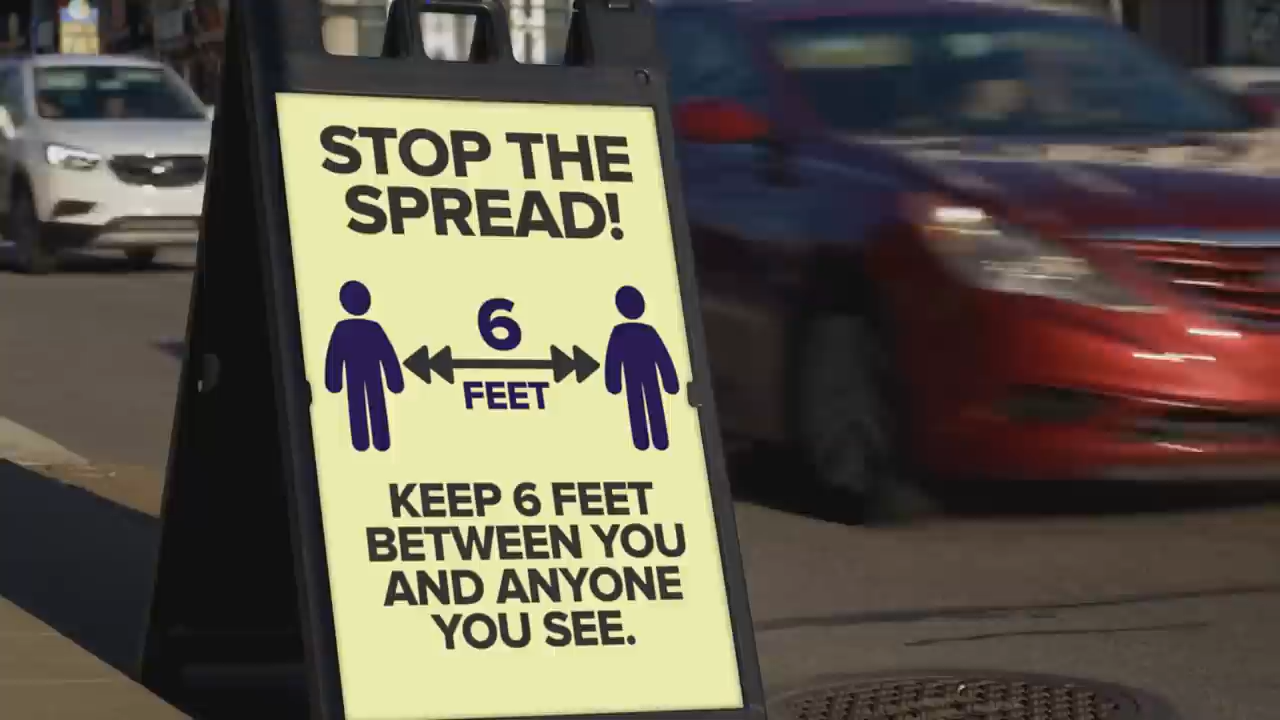 STOP THE
SPREAD!
6
FEET
KEEP 6 FEET
BETWEEN YOU
AND ANYONE
YOU SEE.